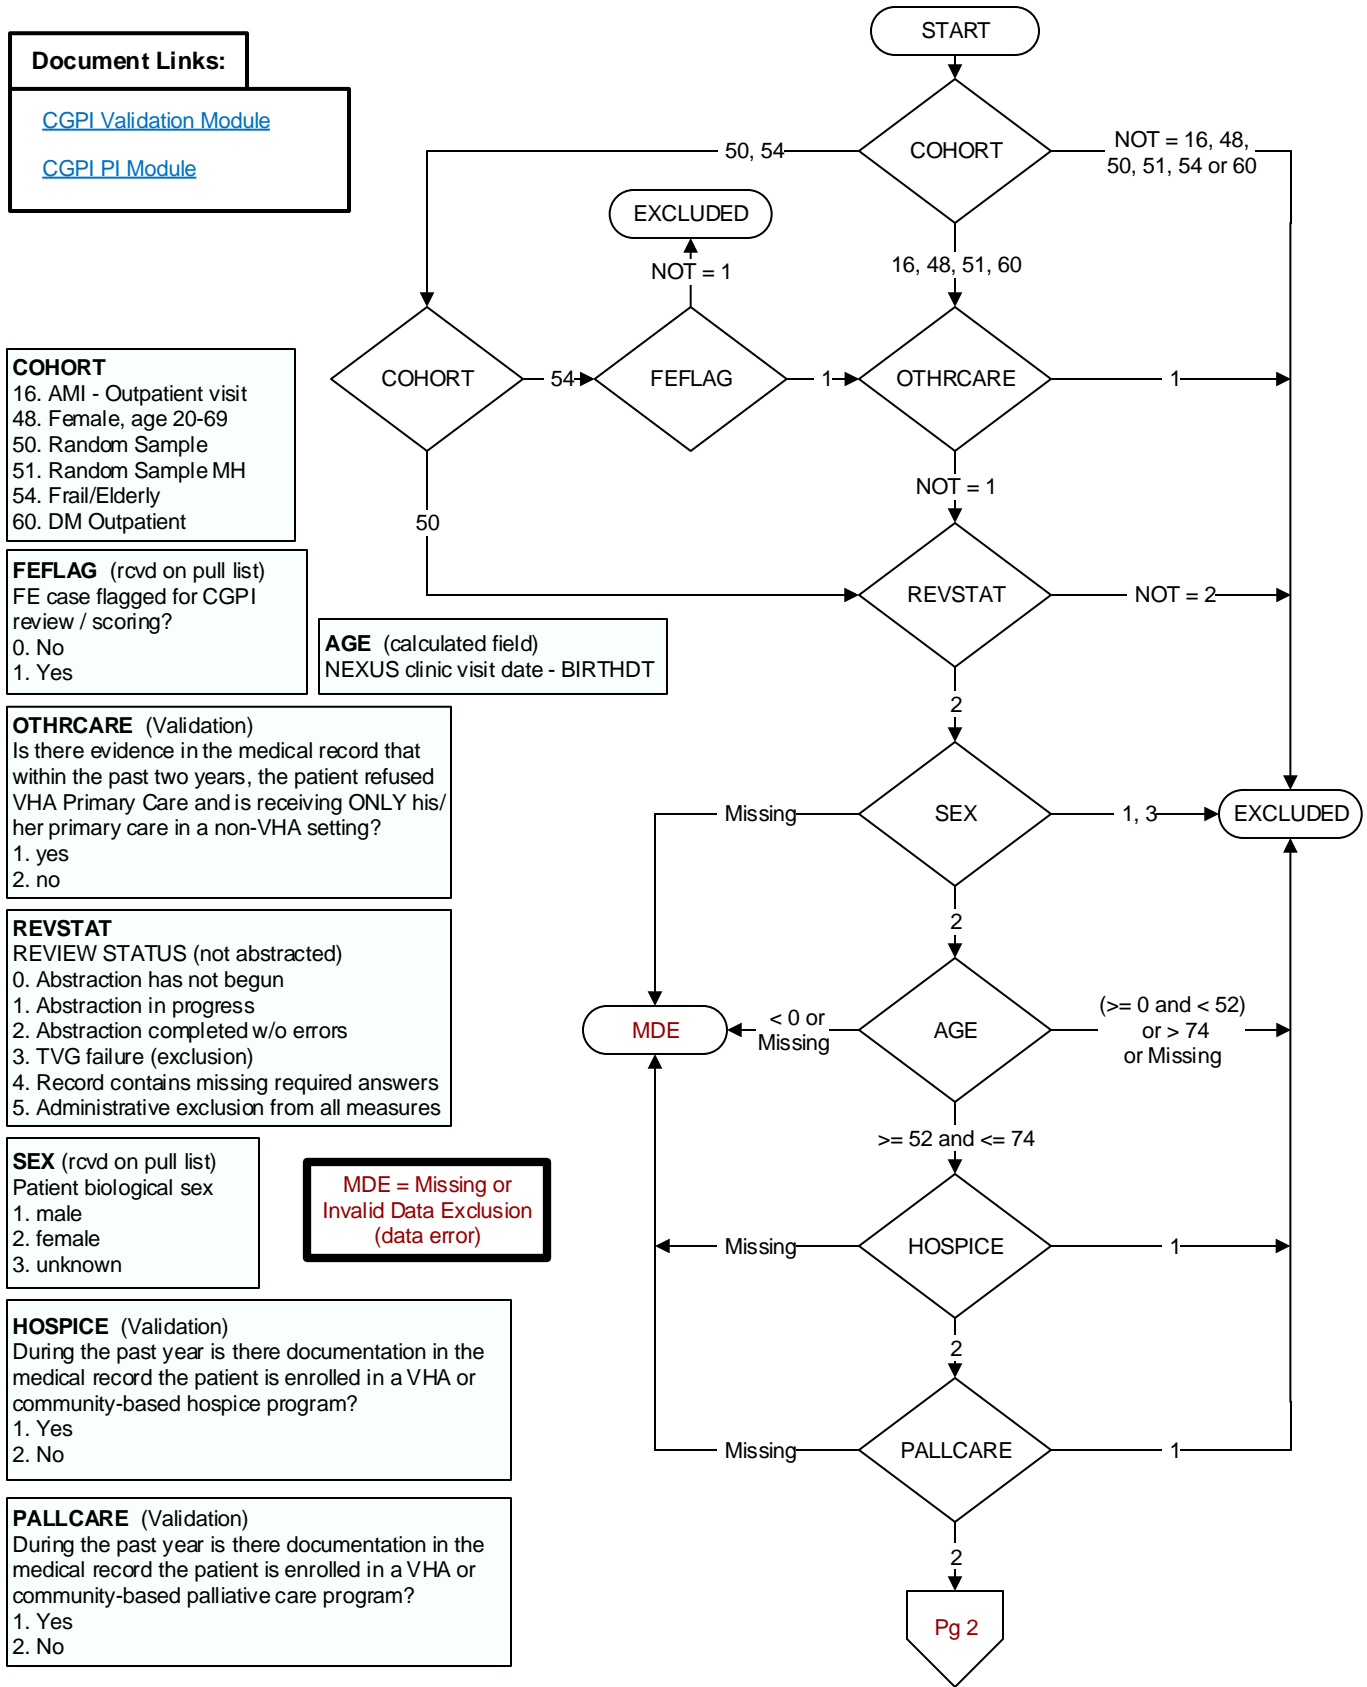 Document Links:
CGPI Validation Module
CGPI PI Module
START
COHORT
50, 54
NOT = 16, 48,
50, 51, 54 or 60
16, 48, 51, 60
EXCLUDED
NOT = 1
COHORT
54
FEFLAG
1
OTHRCARE
1
50
NOT = 1
REVSTAT
NOT = 2
2
SEX
Missing
1, 3
EXCLUDED
2
AGE
< 0 or
Missing
MDE
(>= 0 and < 52)
or > 74
or Missing
>= 52 and <= 74
HOSPICE
Missing
1
2
PALLCARE
Missing
1
2
Pg 2
COHORT
16. AMI - Outpatient visit
48. Female, age 20-69
50. Random Sample
51. Random Sample MH
54. Frail/Elderly
60. DM Outpatient
FEFLAG (rcvd on pull list)
FE case flagged for CGPI
review / scoring?
0. No
1. Yes
AGE (calculated field)
NEXUS clinic visit date - BIRTHDT
OTHRCARE (Validation)
Is there evidence in the medical record that
within the past two years, the patient refused
VHA Primary Care and is receiving ONLY his/
her primary care in a non-VHA setting?
1. yes
2. no
REVSTAT
REVIEW STATUS (not abstracted)
0. Abstraction has not begun
1. Abstraction in progress
2. Abstraction completed w/o errors
3. TVG failure (exclusion)
4. Record contains missing required answers
5. Administrative exclusion from all measures
SEX (rcvd on pull list)
Patient biological sex
1. male
2. female
3. unknown
MDE = Missing or
Invalid Data Exclusion
(data error)
HOSPICE (Validation)
During the past year is there documentation in the
medical record the patient is enrolled in a VHA or
community-based hospice program?
1. Yes
2. No
PALLCARE (Validation)
During the past year is there documentation in the
medical record the patient is enrolled in a VHA or
community-based palliative care program?
1. Yes
2. No